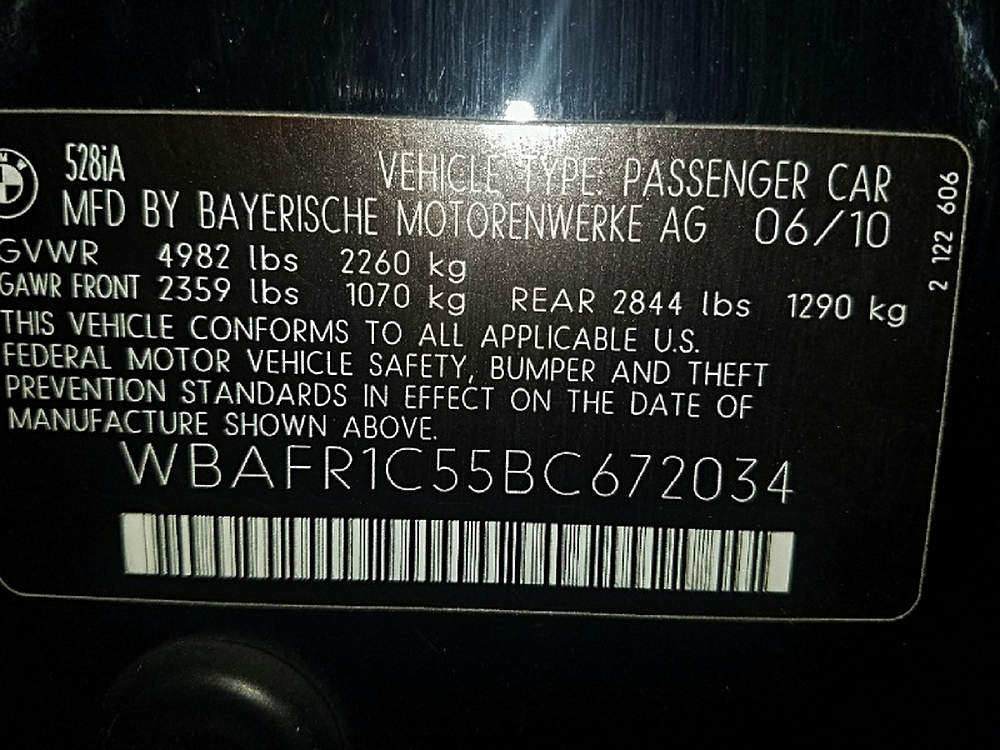 528iA
VEHICLE TYPE: PASSENGER CAR
MFD BY BAYERISCHE MOTORENWERKE AG 06/10
GVWR 4982 lbs 2260 kg
GAWR FRONT 2359 lbs 1070 kg REAR 2844 lbs 1290 kg
THIS VEHICLE CONFORMS TO ALL APPLICABLE U.S.
FEDERAL MOTOR VEHICLE SAFETY, BUMPER AND THEFT
PREVENTION STANDARDS IN EFFECT ON THE DATE OF
MANUFACTURE SHOWN ABOVE.
WBAFR1C55BC672034
2 122 606